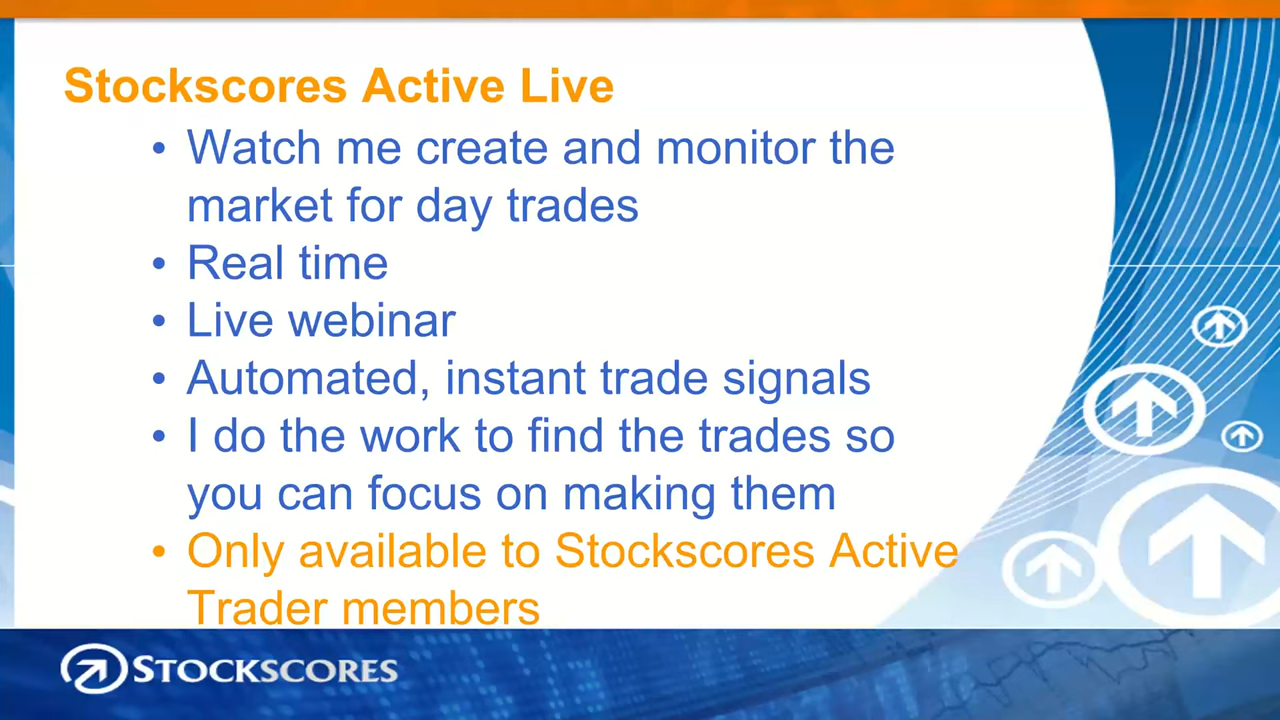 Stockscores Active Live
• Watch me create and monitor the
market for day trades
• Real time
• Live webinar
• Automated, instant trade signals
• I do the work to find the trades so
you can focus on making them
• Only available to Stockscores Active
Trader members
STOCKSCORES